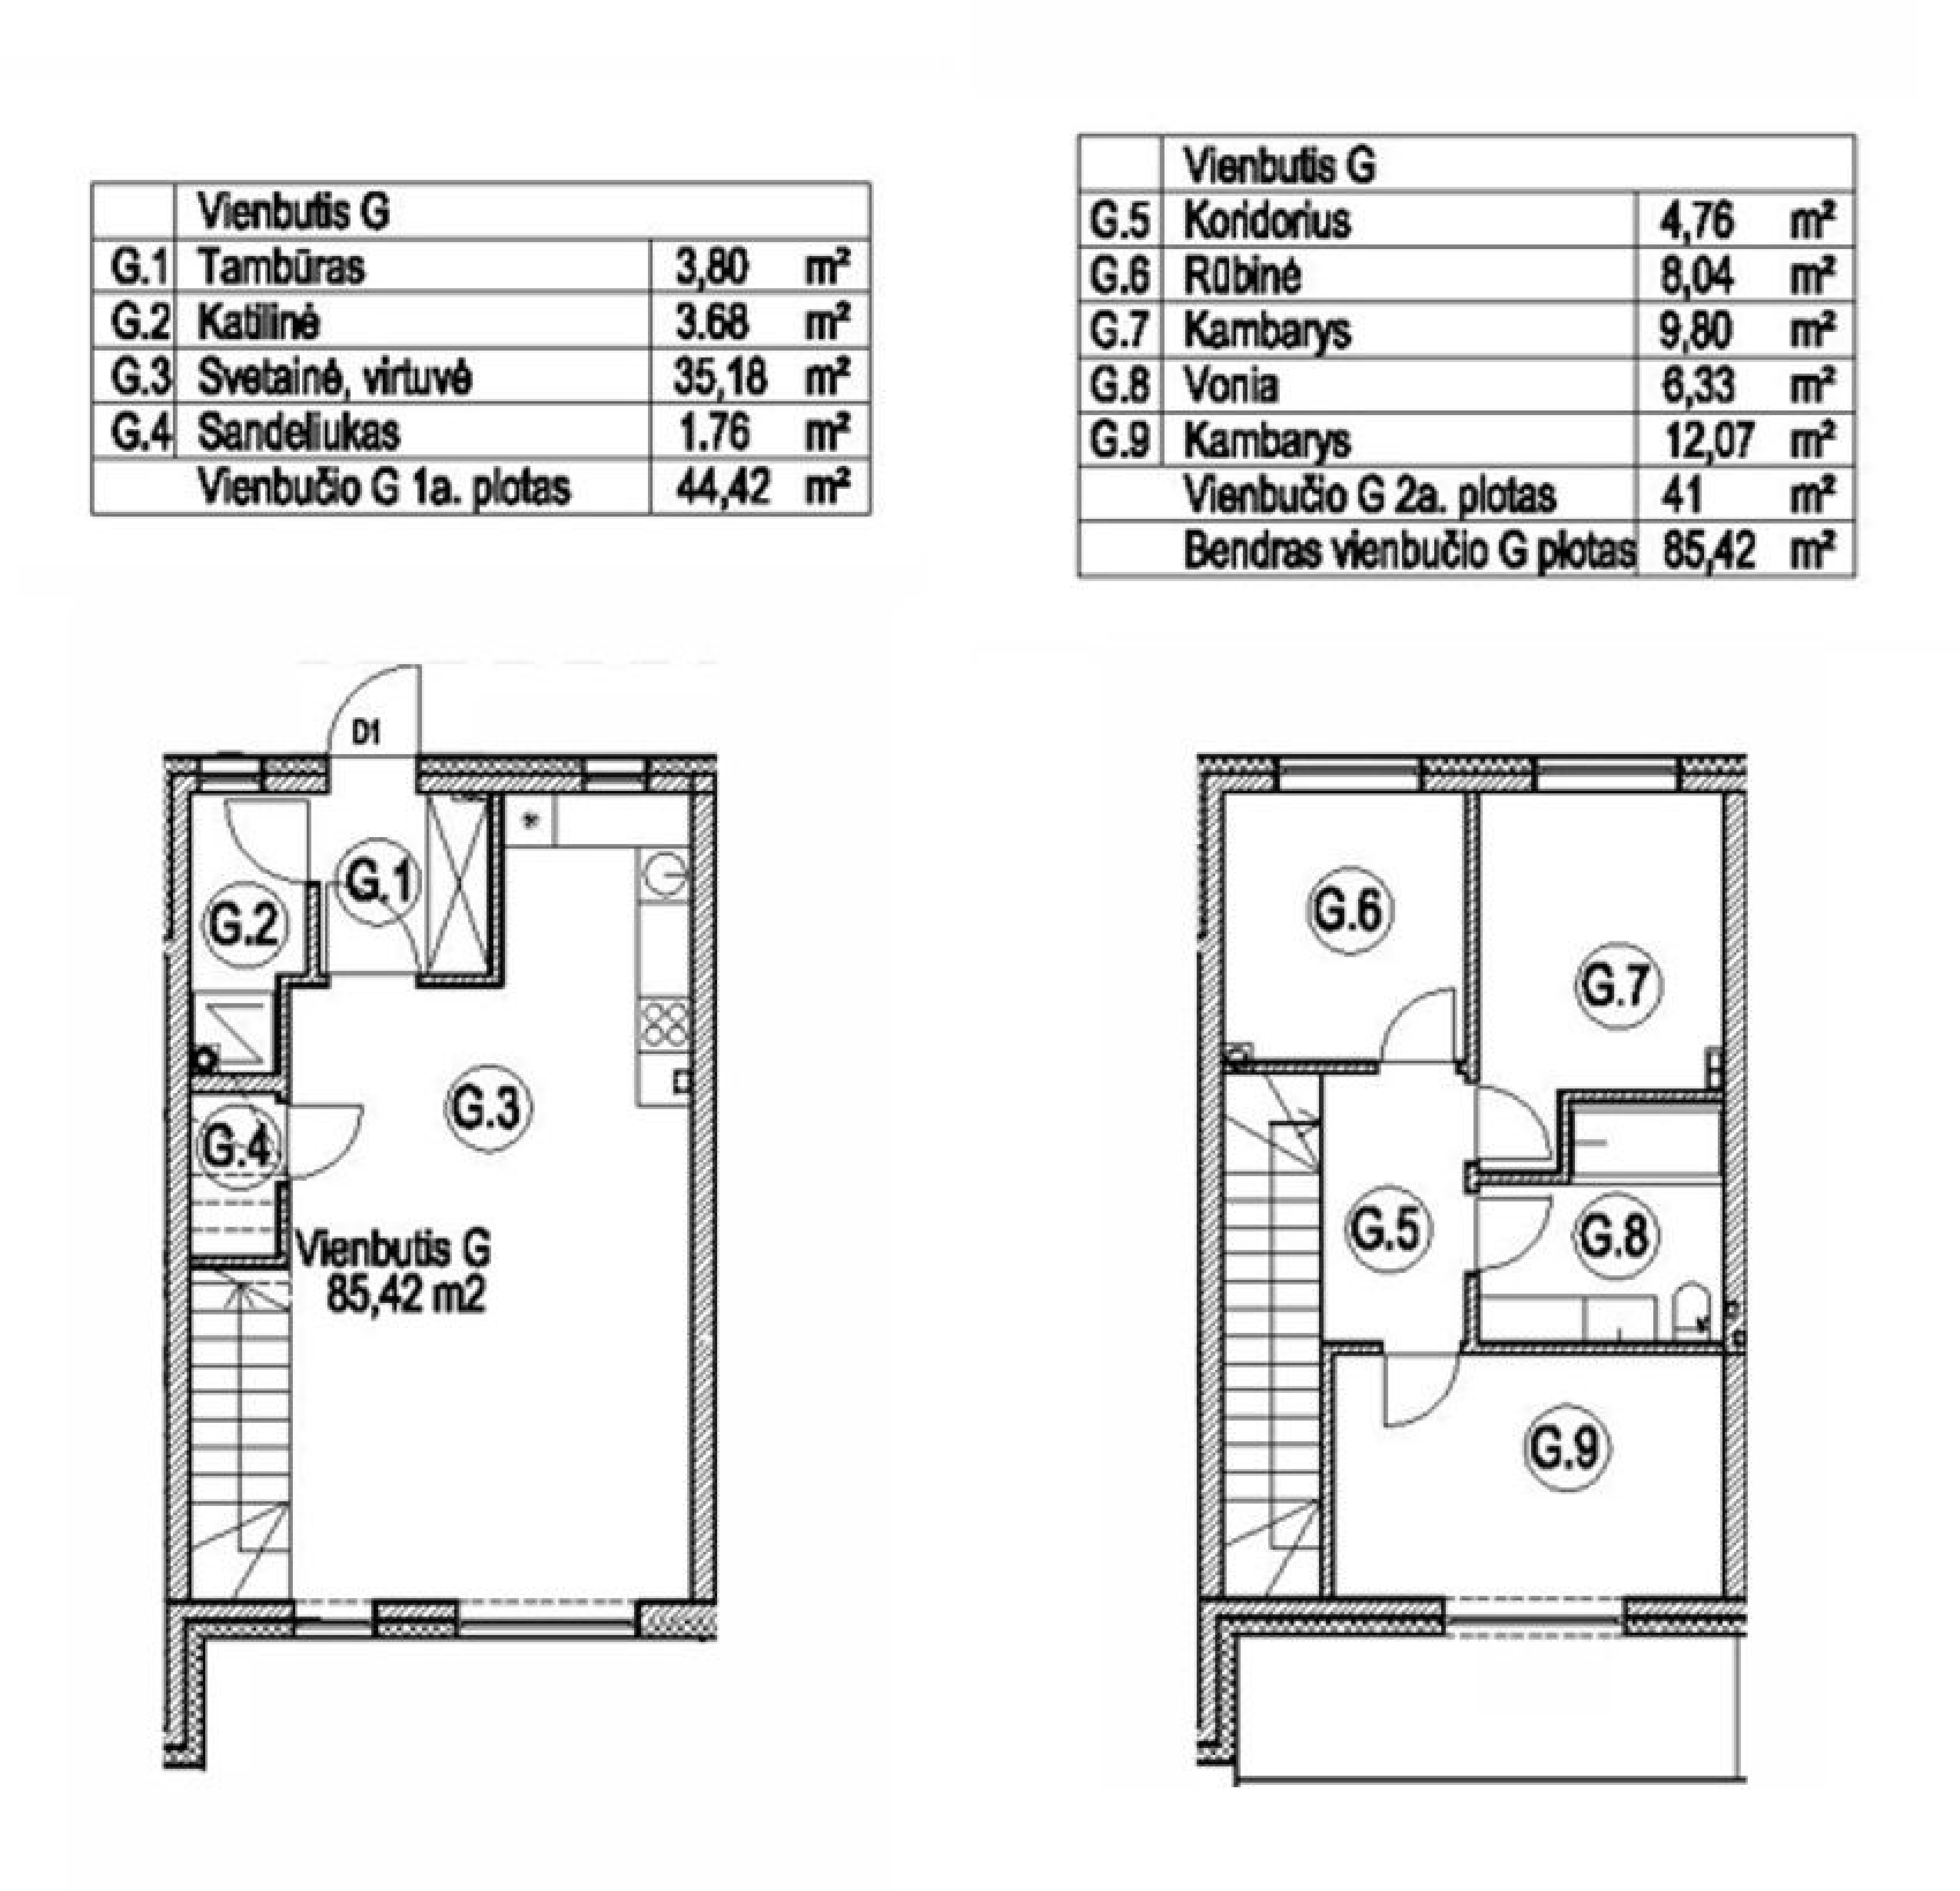 Vienbutis G
G.1 Tambūras 3,80 m²
G.2 Katilinė 3.68 m²
G.3 Svetainė, virtuvė 35,18 m²
G.4 Sandeliukas 1.76 m²
Vienbučio G 1a. plotas 44,42 m²
Vienbutis G
G.5 Koridorius 4,76 m²
G.6 Rūbinė 8,04 m²
G.7 Kambarys 9,80 m²
G.8 Vonia 6,33 m²
G.9 Kambarys 12,07 m²
Vienbučio G 2a. plotas 41 m²
Bendras vienbučio G plotas 85,42 m²
D1
G.1
G.2
G.3
G.4
Vienbutis G
85,42 m2
G.6
G.7
G.5
G.8
G.9